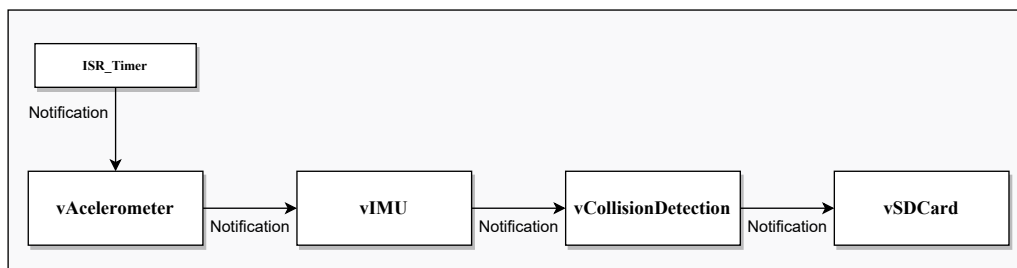 ISR_Timer
Notification
vAcelerometer
Notification
vIMU
Notification
vCollisionDetection
Notification
vSDCard